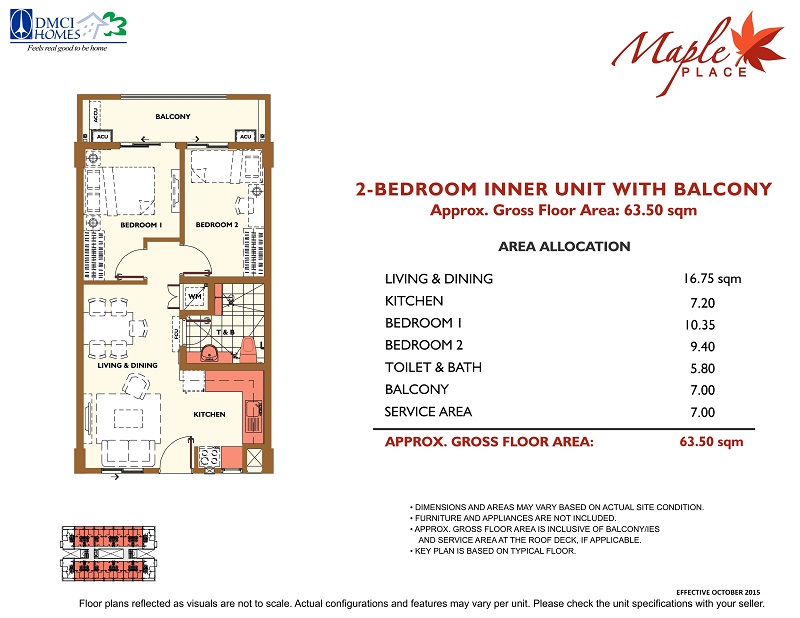 DMCI HOMES
Feels real good to be home
Maple PLACE
ACCU
BALCONY
ACU
ACU
BEDROOM 1
BEDROOM 2
WM
FCU
T & B
LIVING & DINING
KITCHEN
2-BEDROOM INNER UNIT WITH BALCONY
Approx. Gross Floor Area: 63.50 sqm
AREA ALLOCATION
LIVING & DINING 16.75 sqm
KITCHEN 7.20
BEDROOM 1 10.35
BEDROOM 2 9.40
TOILET & BATH 5.80
BALCONY 7.00
SERVICE AREA 7.00
APPROX. GROSS FLOOR AREA: 63.50 sqm
• DIMENSIONS AND AREAS MAY VARY BASED ON ACTUAL SITE CONDITION.
• FURNITURE AND APPLIANCES ARE NOT INCLUDED.
• APPROX. GROSS FLOOR AREA IS INCLUSIVE OF BALCONY/IES
AND SERVICE AREA AT THE ROOF DECK, IF APPLICABLE.
• KEY PLAN IS BASED ON TYPICAL FLOOR.
EFFECTIVE OCTOBER 2015
Floor plans reflected as visuals are not to scale. Actual configurations and features may vary per unit. Please check the unit specifications with your seller.